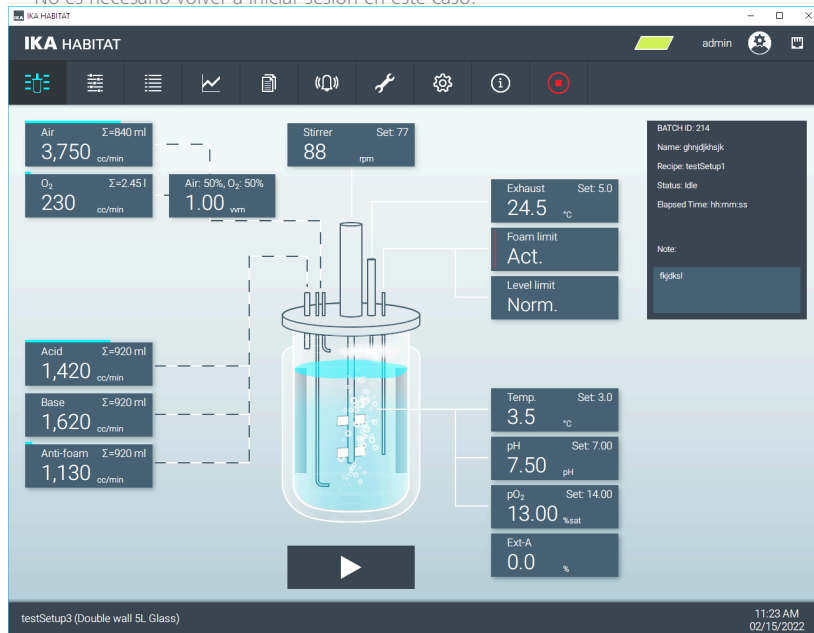 No es necesario volver a iniciar sesión en este caso.
IKA HABITAT
IKA HABITAT
admin
Air Σ=840 ml
3,750 cc/min
O₂ Σ=2.45 l
230 cc/min
Air: 50%, O₂: 50%
1.00 vvm
Stirrer Set: 77
88 rpm
Exhaust Set: 5.0
24.5 °C
Foam limit
Act.
Level limit
Norm.
BATCH ID: 214
Name: ghnjdjkhsjk
Recipe: testSetup1
Status: Idle
Elapsed Time: hh:mm:ss
Note:
fkjdksl
Acid Σ=920 ml
1,420 cc/min
Base Σ=920 ml
1,620 cc/min
Anti-foam Σ=920 ml
1,130 cc/min
Temp. Set: 3.0
3.5 °C
pH Set: 7.00
7.50 pH
pO₂ Set: 14.00
13.00 %sat
Ext-A
0.0 %
testSetup3 (Double wall 5L Glass)
11:23 AM
02/15/2022